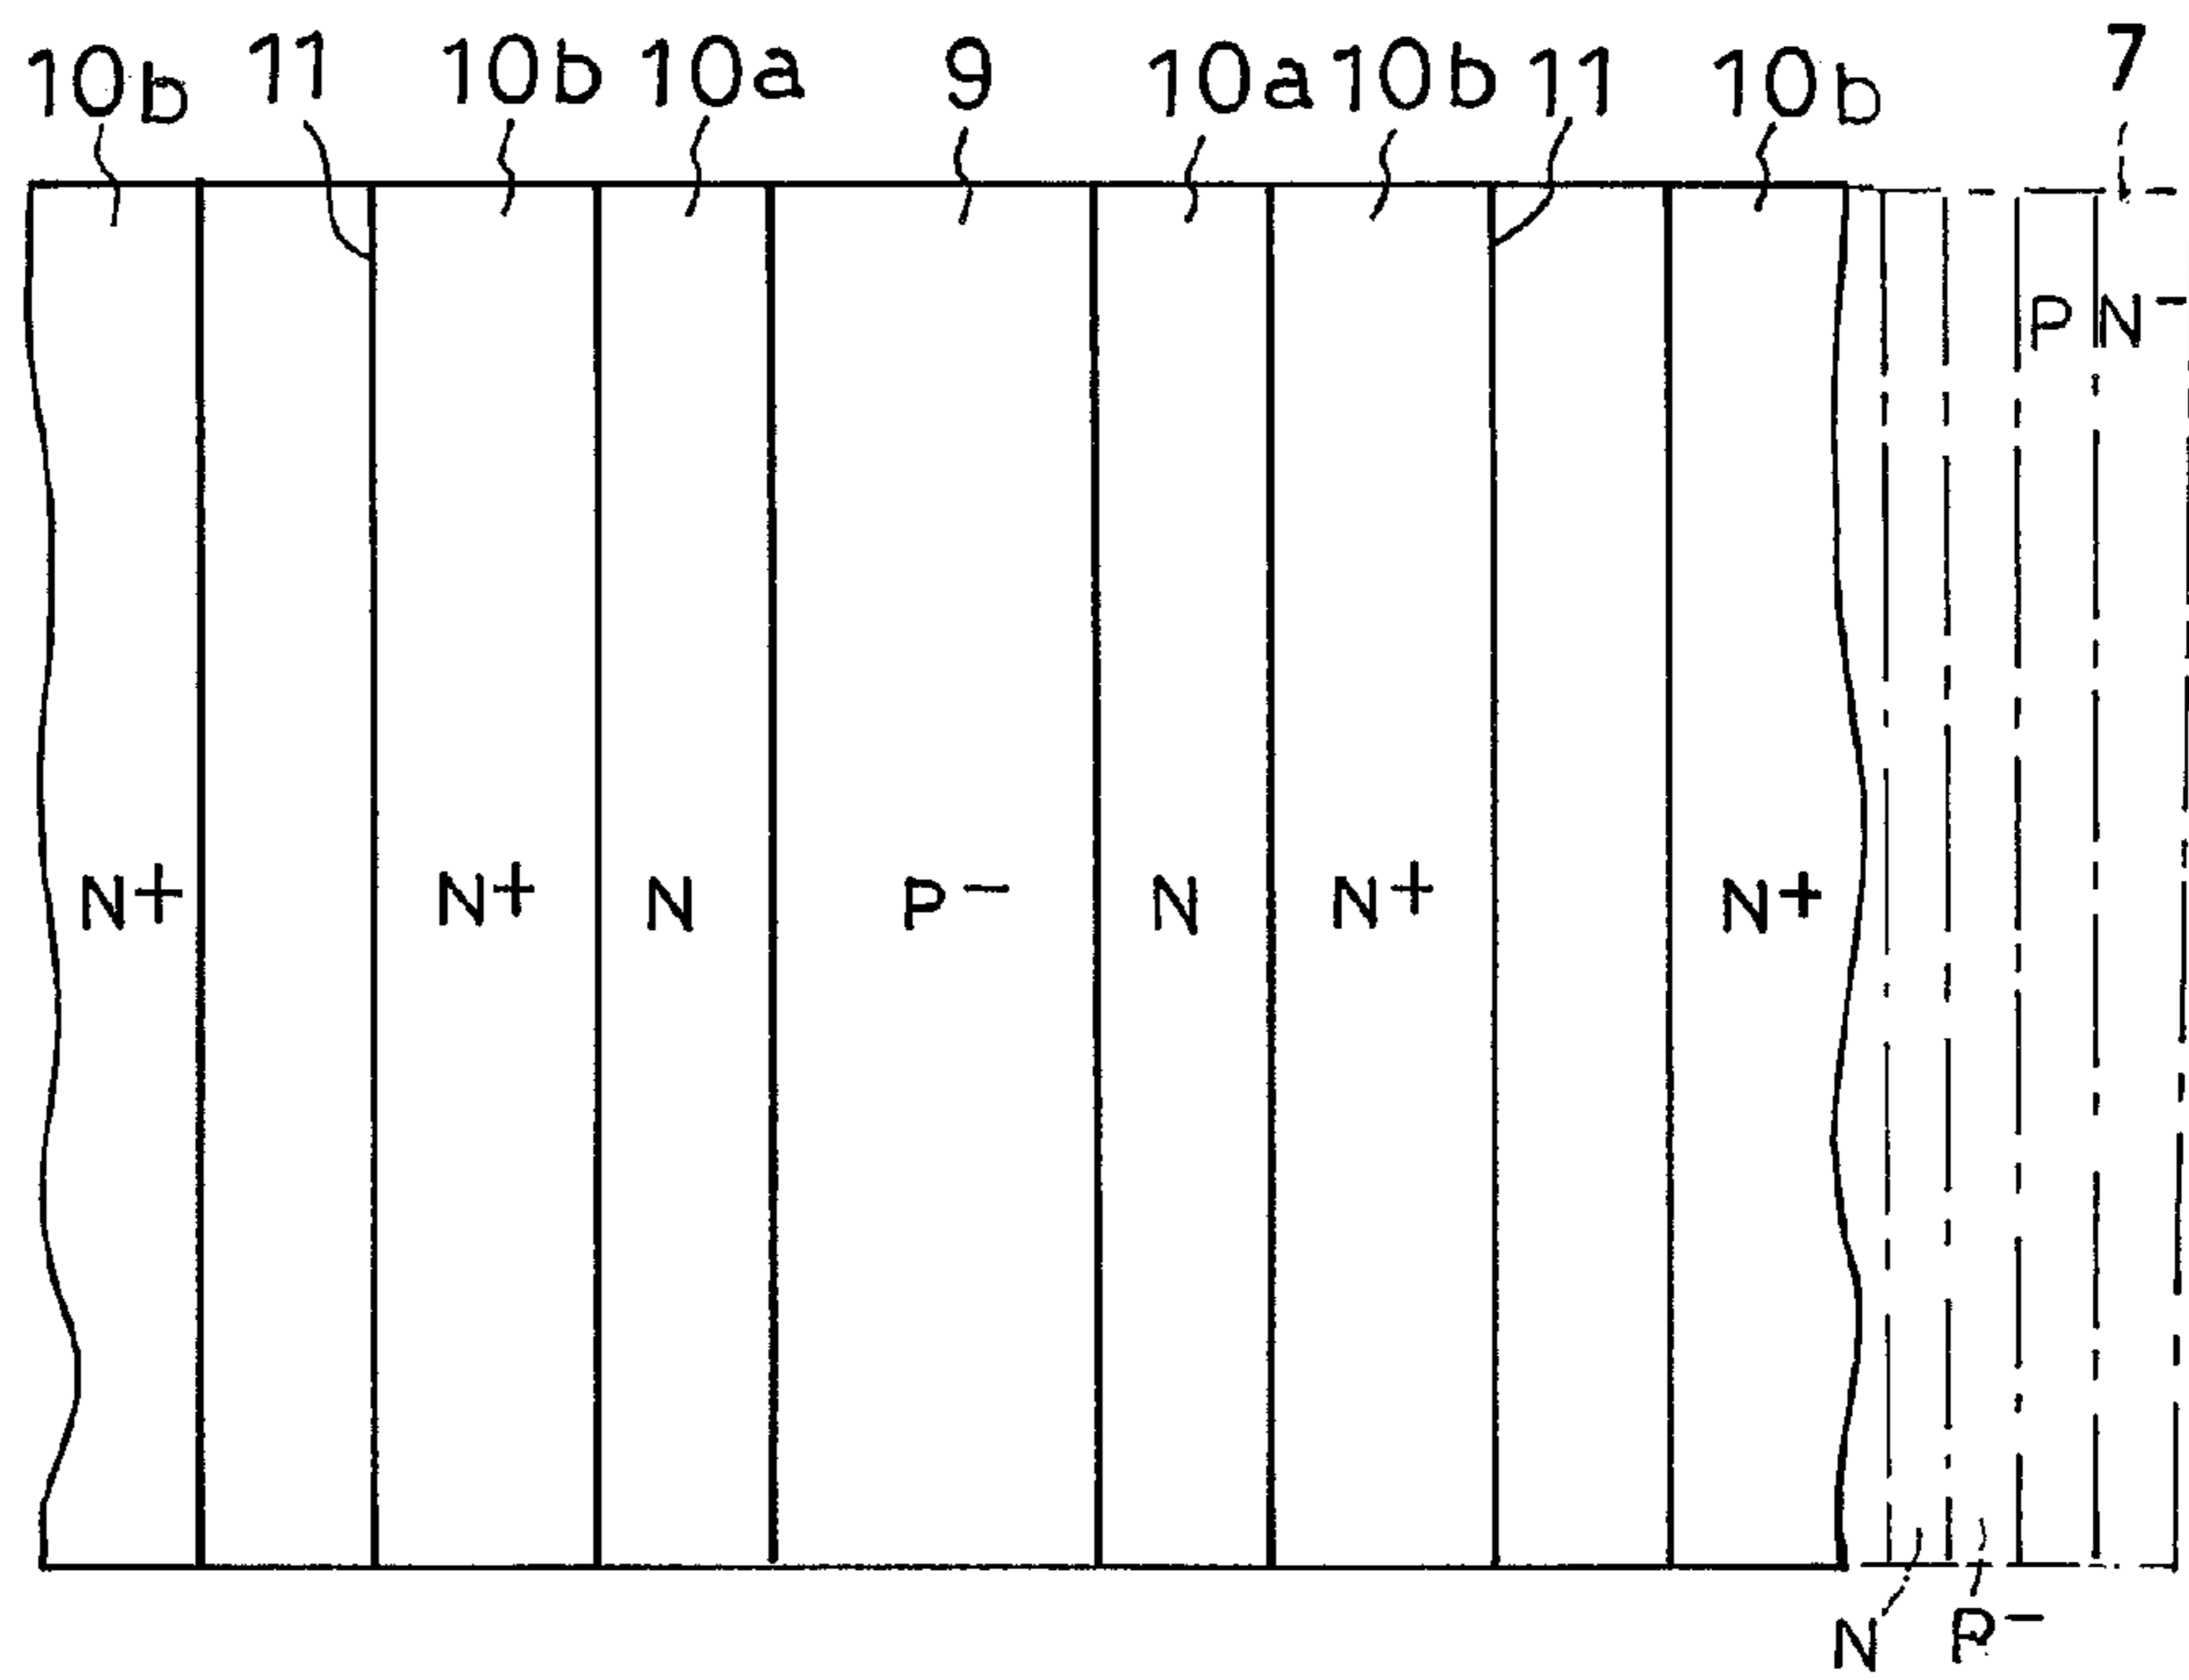 10b 11 10b 10a 9 10a 10b 11 10b 7
P N⁻
N+ N+ N P⁻ N N+ N+
N P⁻